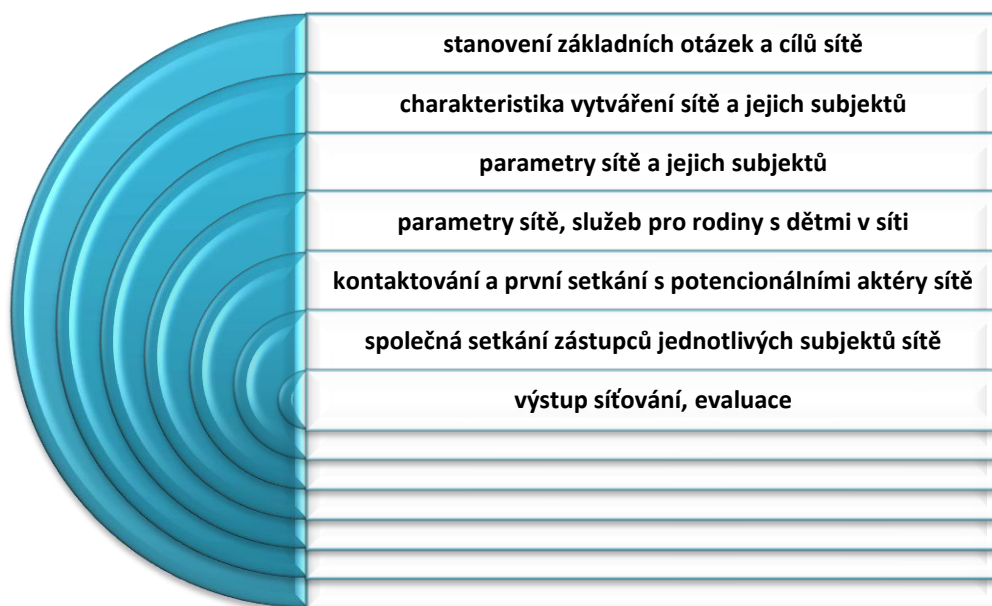 stanovení základních otázek a cílů sítě
charakteristika vytváření sítě a jejich subjektů
parametry sítě a jejich subjektů
parametry sítě, služeb pro rodiny s dětmi v síti
kontaktování a první setkání s potencionálními aktéry sítě
společná setkání zástupců jednotlivých subjektů sítě
výstup síťování, evaluace